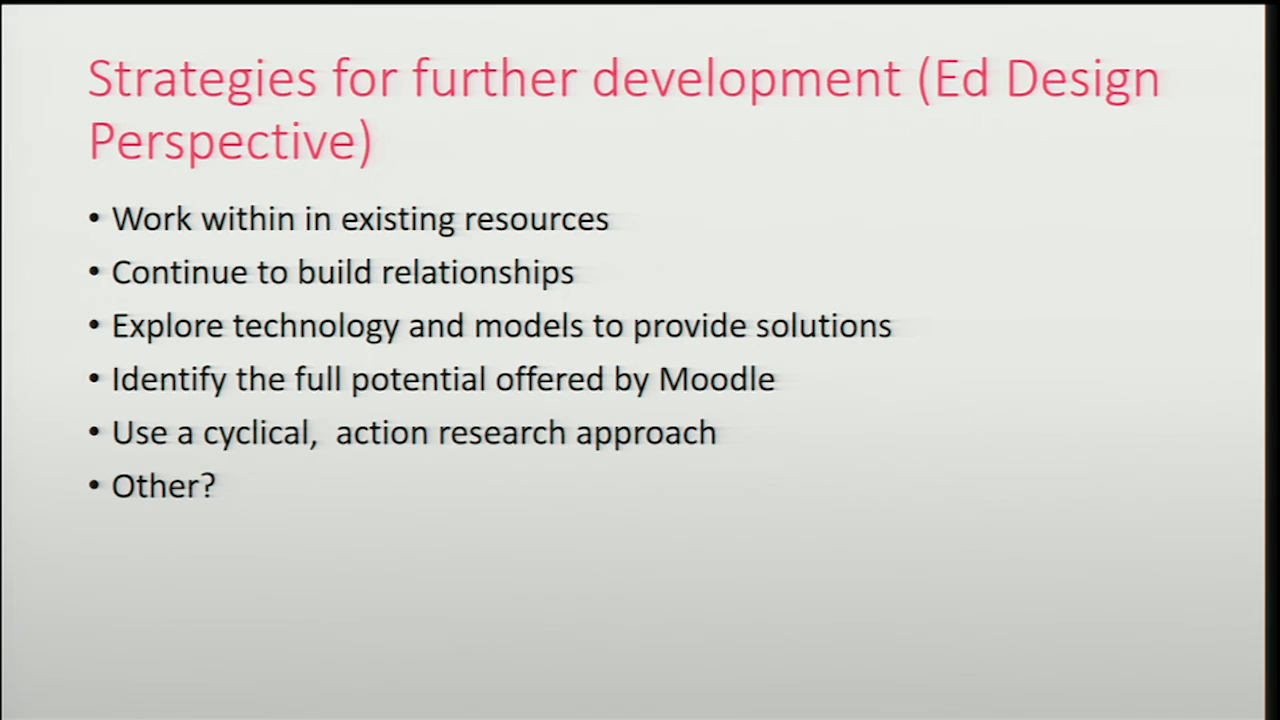 Strategies for further development (Ed Design
Perspective)
• Work within in existing resources
• Continue to build relationships
• Explore technology and models to provide solutions
• Identify the full potential offered by Moodle
• Use a cyclical,  action research approach
• Other?